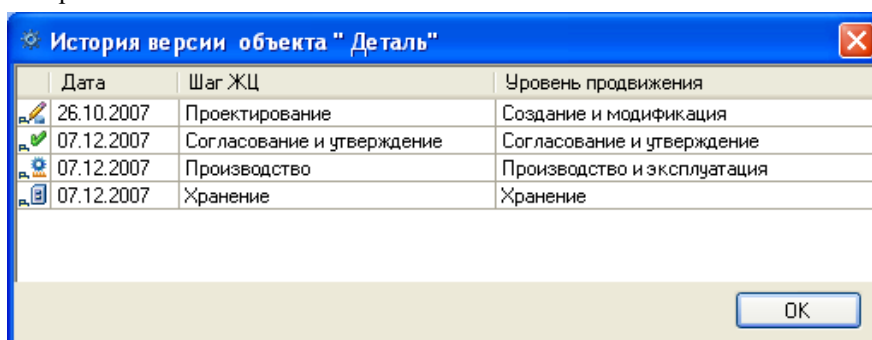 История версии объекта " Деталь"
Дата Шаг ЖЦ Уровень продвижения
26.10.2007 Проектирование Создание и модификация
07.12.2007 Согласование и утверждение Согласование и утверждение
07.12.2007 Производство Производство и эксплуатация
07.12.2007 Хранение Хранение
OK